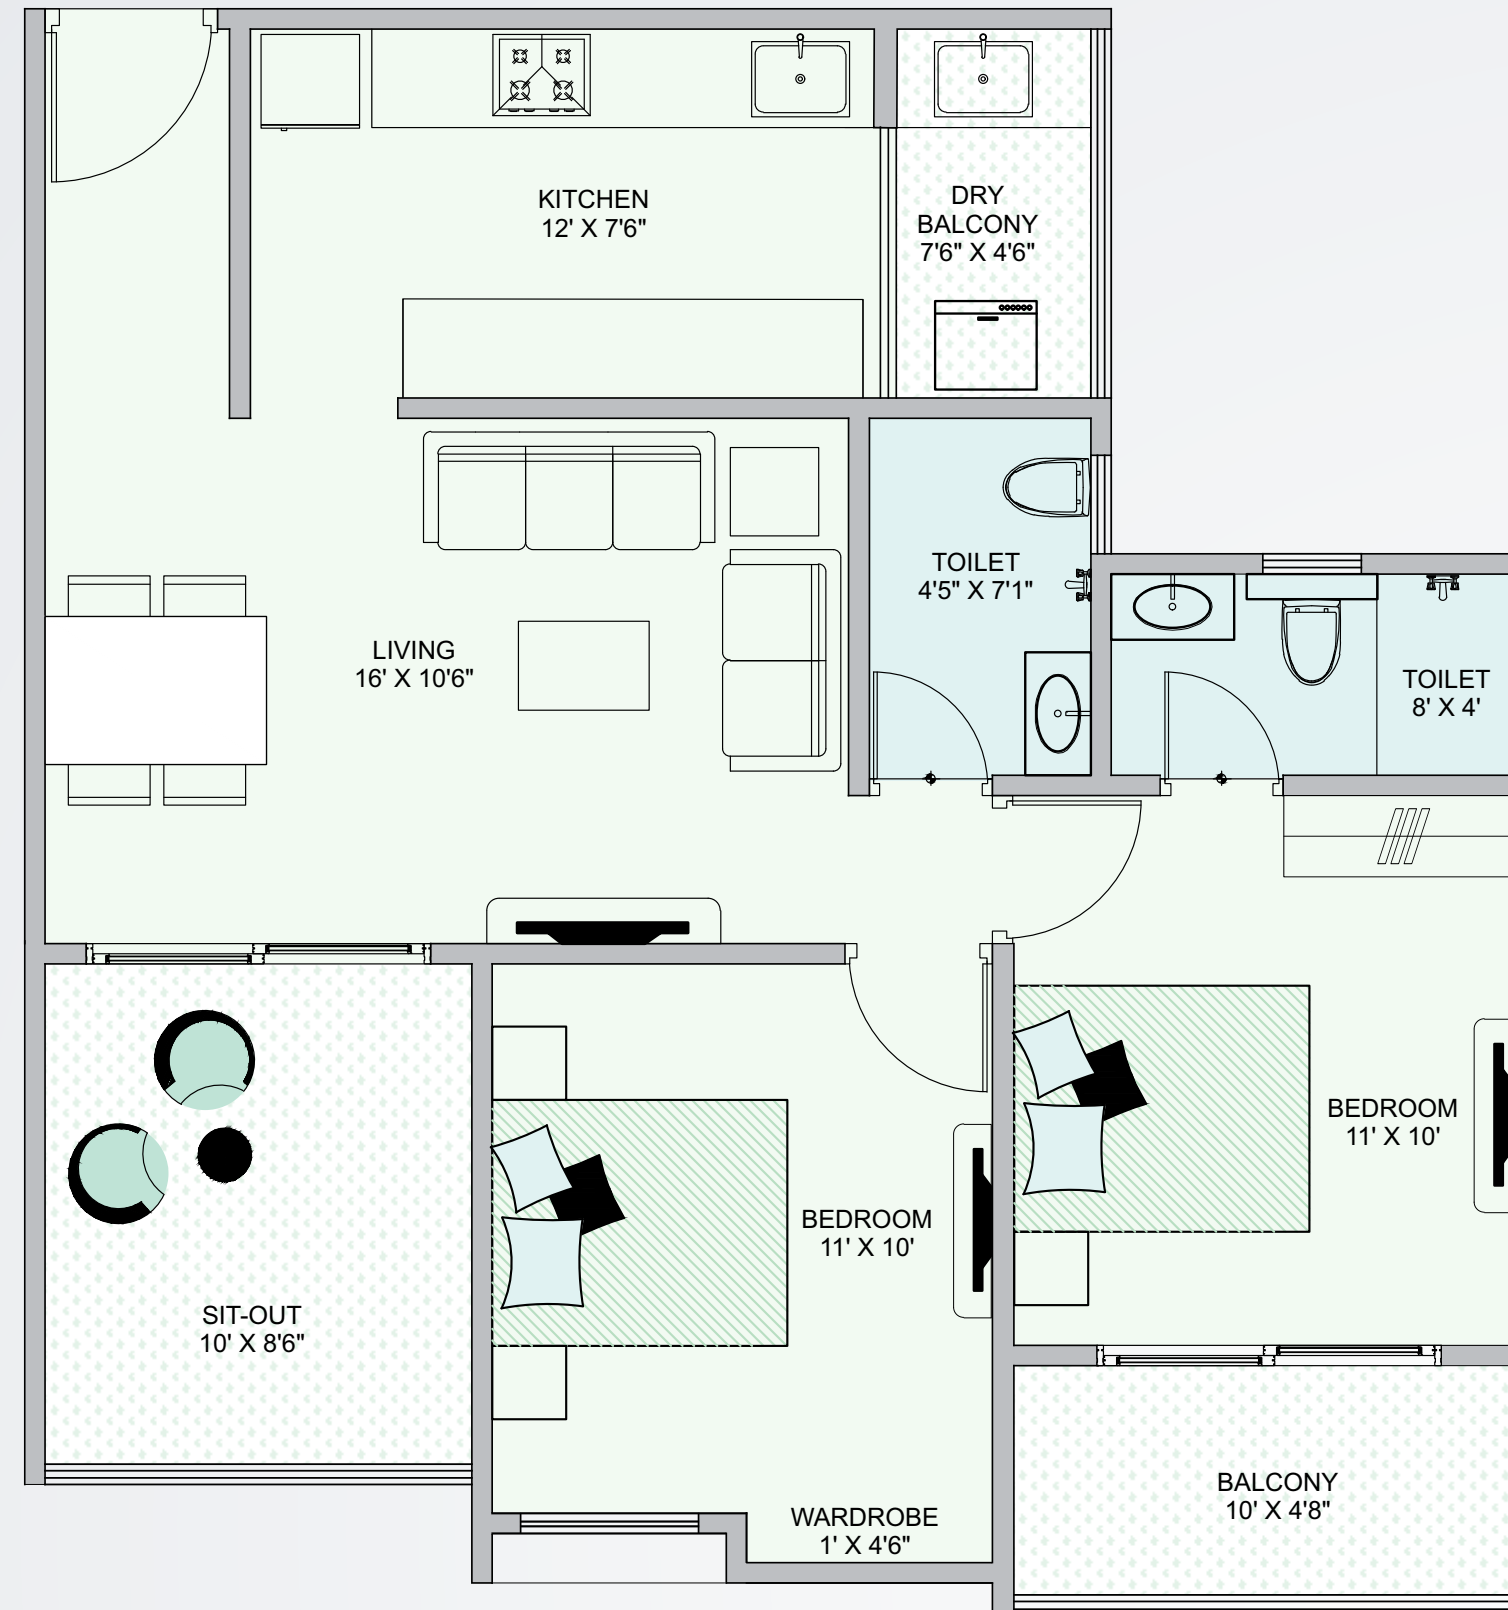 KITCHEN
12' X 7'6"
DRY
BALCONY
7'6" X 4'6"
TOILET
4'5" X 7'1"
LIVING
16' X 10'6"
TOILET
8' X 4'
BEDROOM
11' X 10'
BEDROOM
11' X 10'
SIT-OUT
10' X 8'6"
WARDROBE
1' X 4'6"
BALCONY
10' X 4'8"